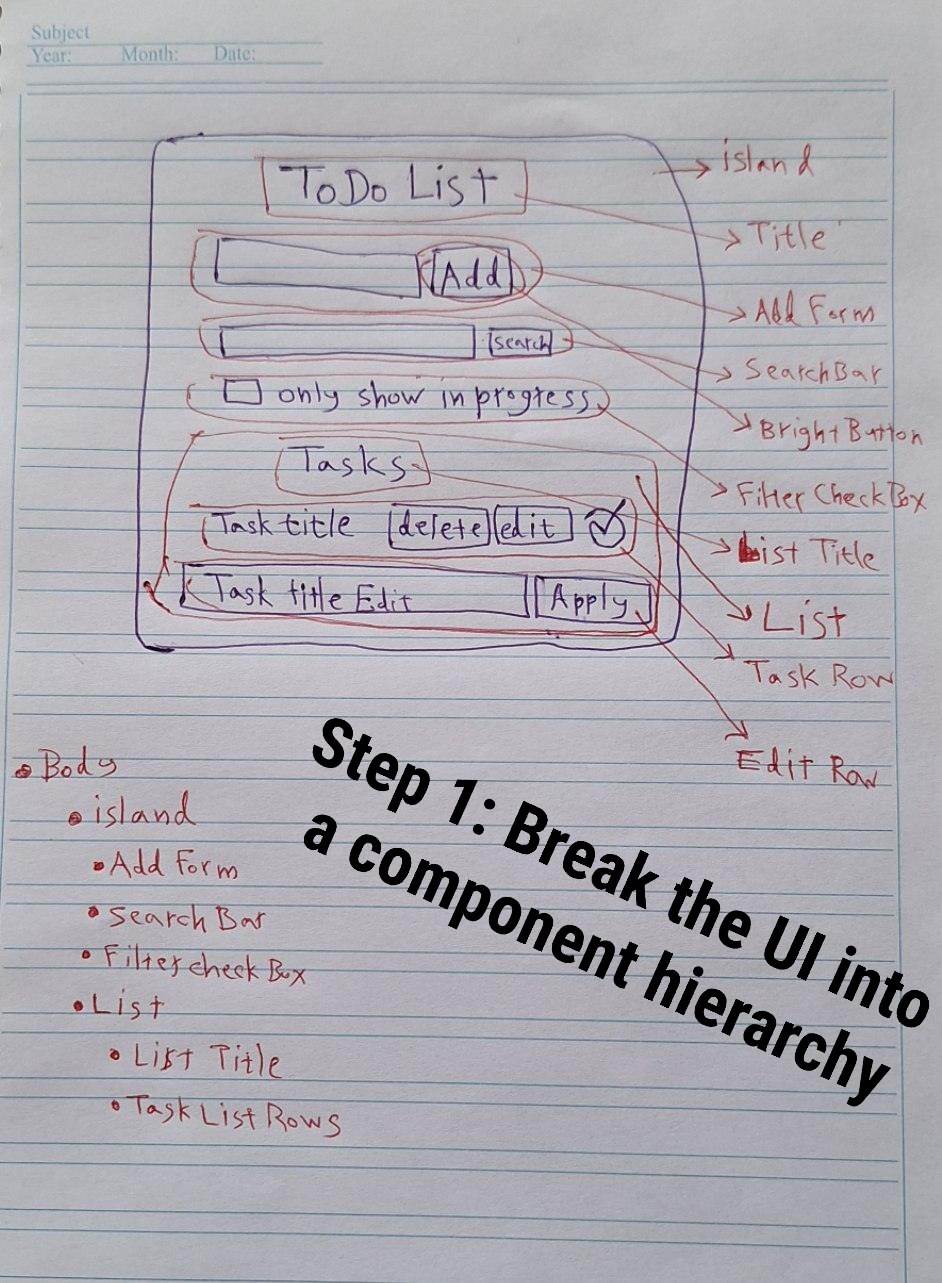 Subject
Year: Month: Date:
ToDo List
Add
search
only show in progress
Tasks
Task title delete edit
Task title Edit Apply
island
Title
Add Form
SearchBar
Bright Button
Filter CheckBox
List Title
List
Task Row
Edit Row
Body
island
Add Form
Search Bar
Filter check Box
List
List Title
Task List Rows
Step 1: Break the UI into
a component hierarchy